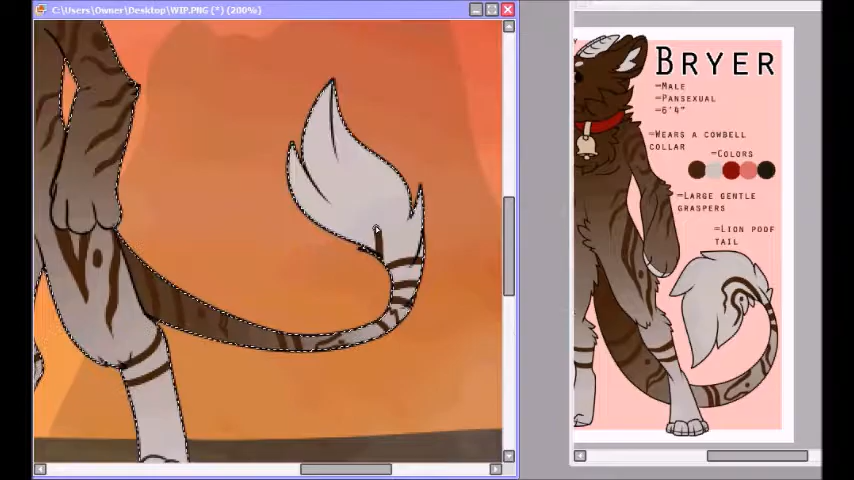 C:\Users\Owner\Desktop\WIP.PNG (*) (200%)
BRYER
=MALE
=PANSEXUAL
=6'4"
=WEARS A COWBELL
COLLAR
=COLORS
=LARGE GENTLE
GRASPERS
=LION POOF
TAIL